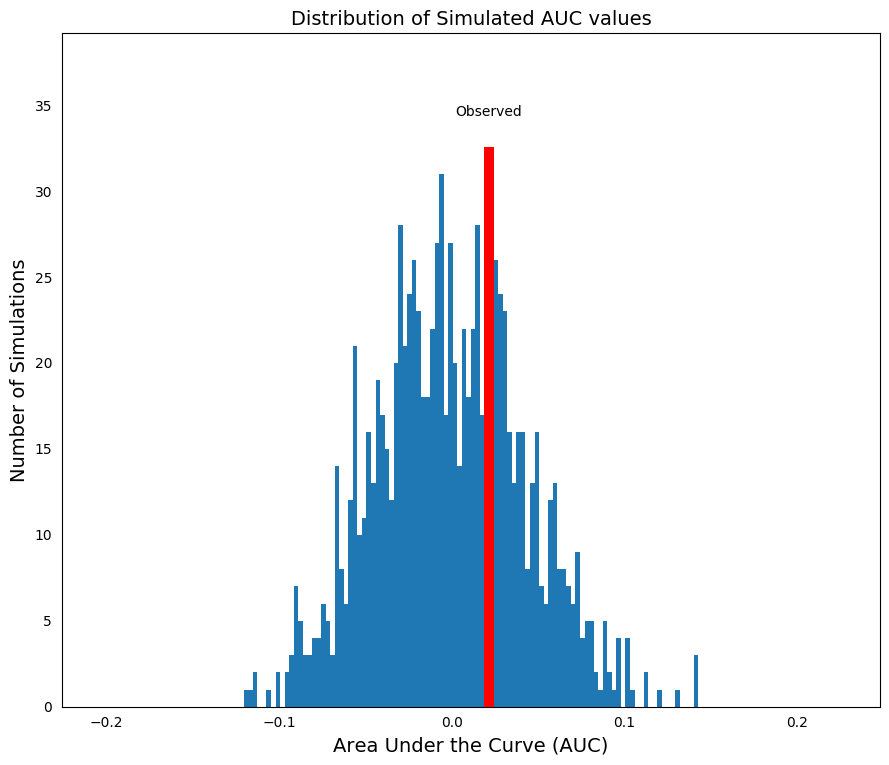 Distribution of Simulated AUC values
Observed
35
30
25
20
15
10
5
0
Number of Simulations
−0.2 −0.1 0.0 0.1 0.2
Area Under the Curve (AUC)